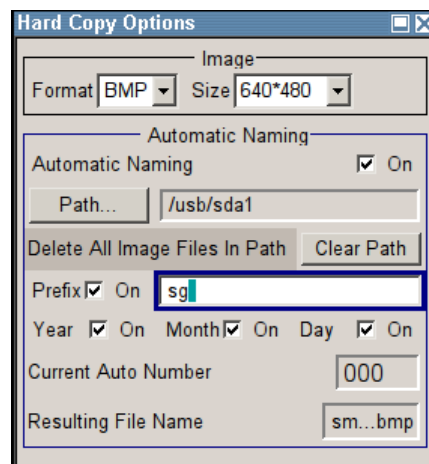 Hard Copy Options
Image
Format BMP Size 640*480
Automatic Naming
Automatic Naming On
Path... /usb/sda1
Delete All Image Files In Path Clear Path
Prefix On sg
Year On Month On Day On
Current Auto Number 000
Resulting File Name sm...bmp